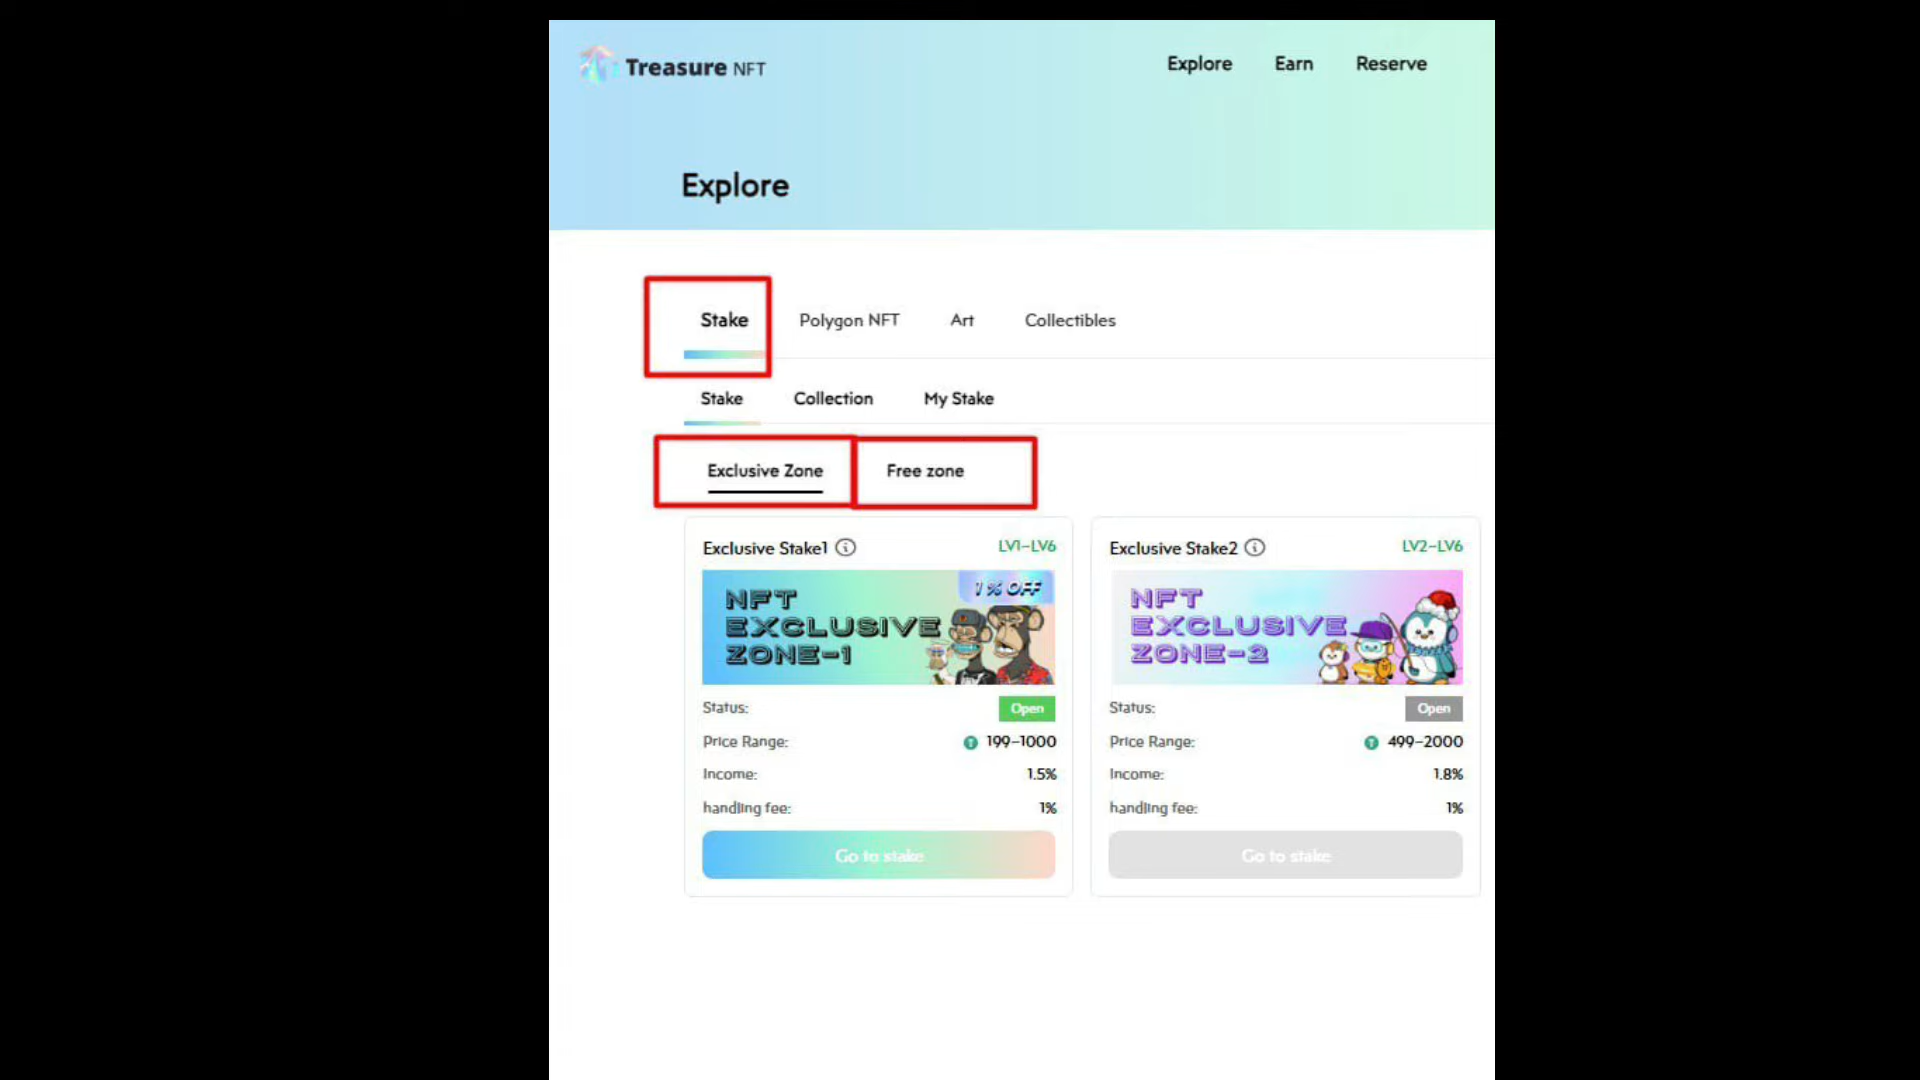 Treasure NFT
Explore Earn Reserve
Explore
Stake Polygon NFT Art Collectibles
Stake Collection My Stake
Exclusive Zone Free zone
Exclusive Stake1 LV1-LV6
1% OFF
NFT
EXCLUSIVE
ZONE-1
Status: Open
Price Range: 199-1000
Income: 1.5%
handling fee: 1%
Go to stake
Exclusive Stake2 LV2-LV6
NFT
EXCLUSIVE
ZONE-2
Status: Open
Price Range: 499-2000
Income: 1.8%
handling fee: 1%
Go to stake